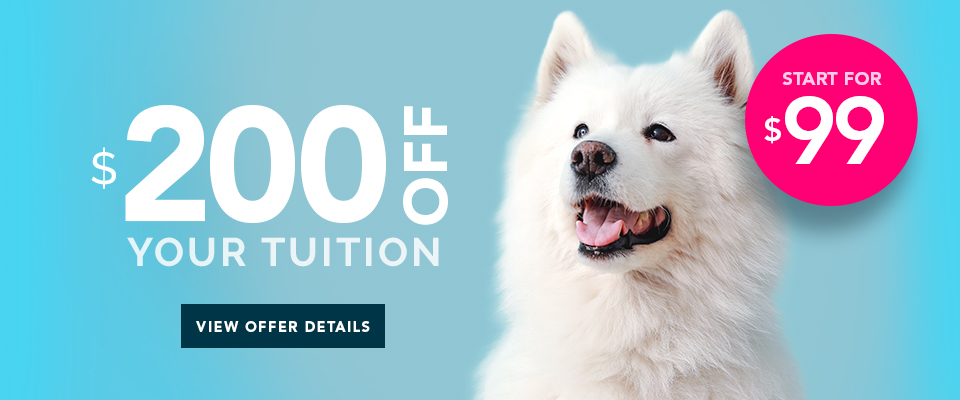 $200 OFF
YOUR TUITION
VIEW OFFER DETAILS
START FOR
$99